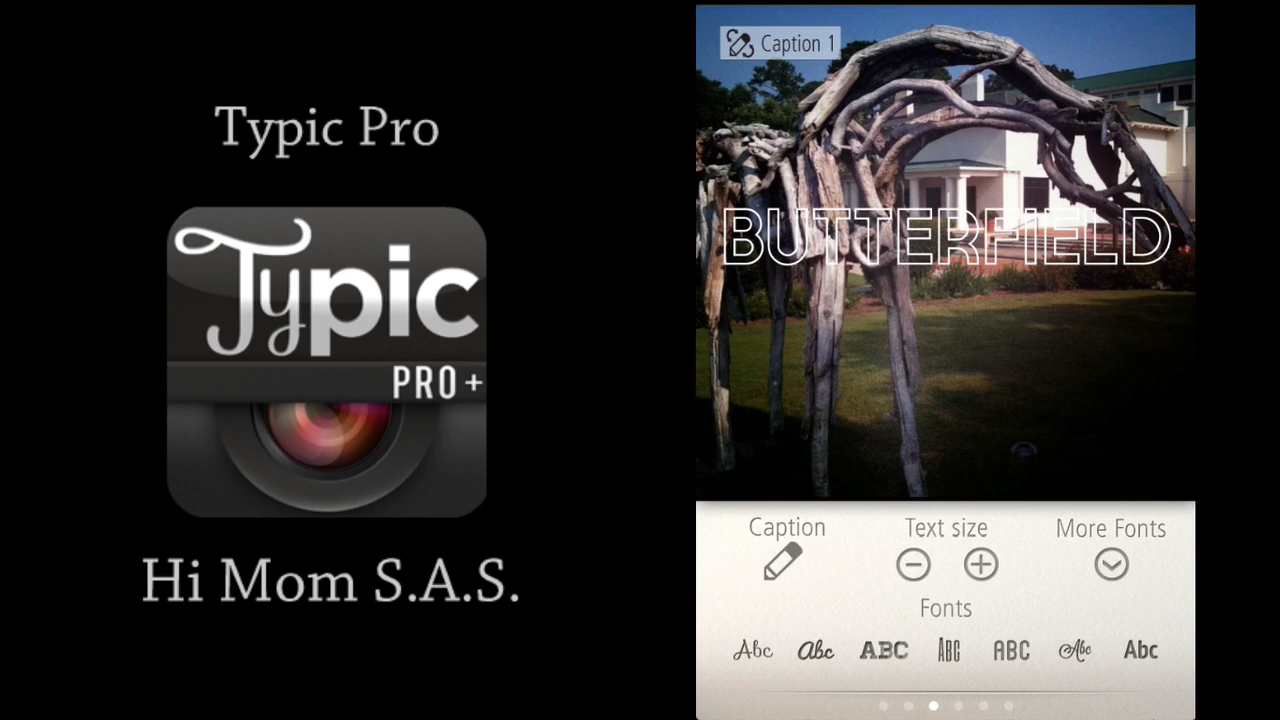 Typic Pro
Typic
PRO+
Hi Mom S.A.S.
Caption 1
BUTTERFIELD
Caption
Text size
More Fonts
Fonts
Abc Abc ABC ABC ABC Abc Abc